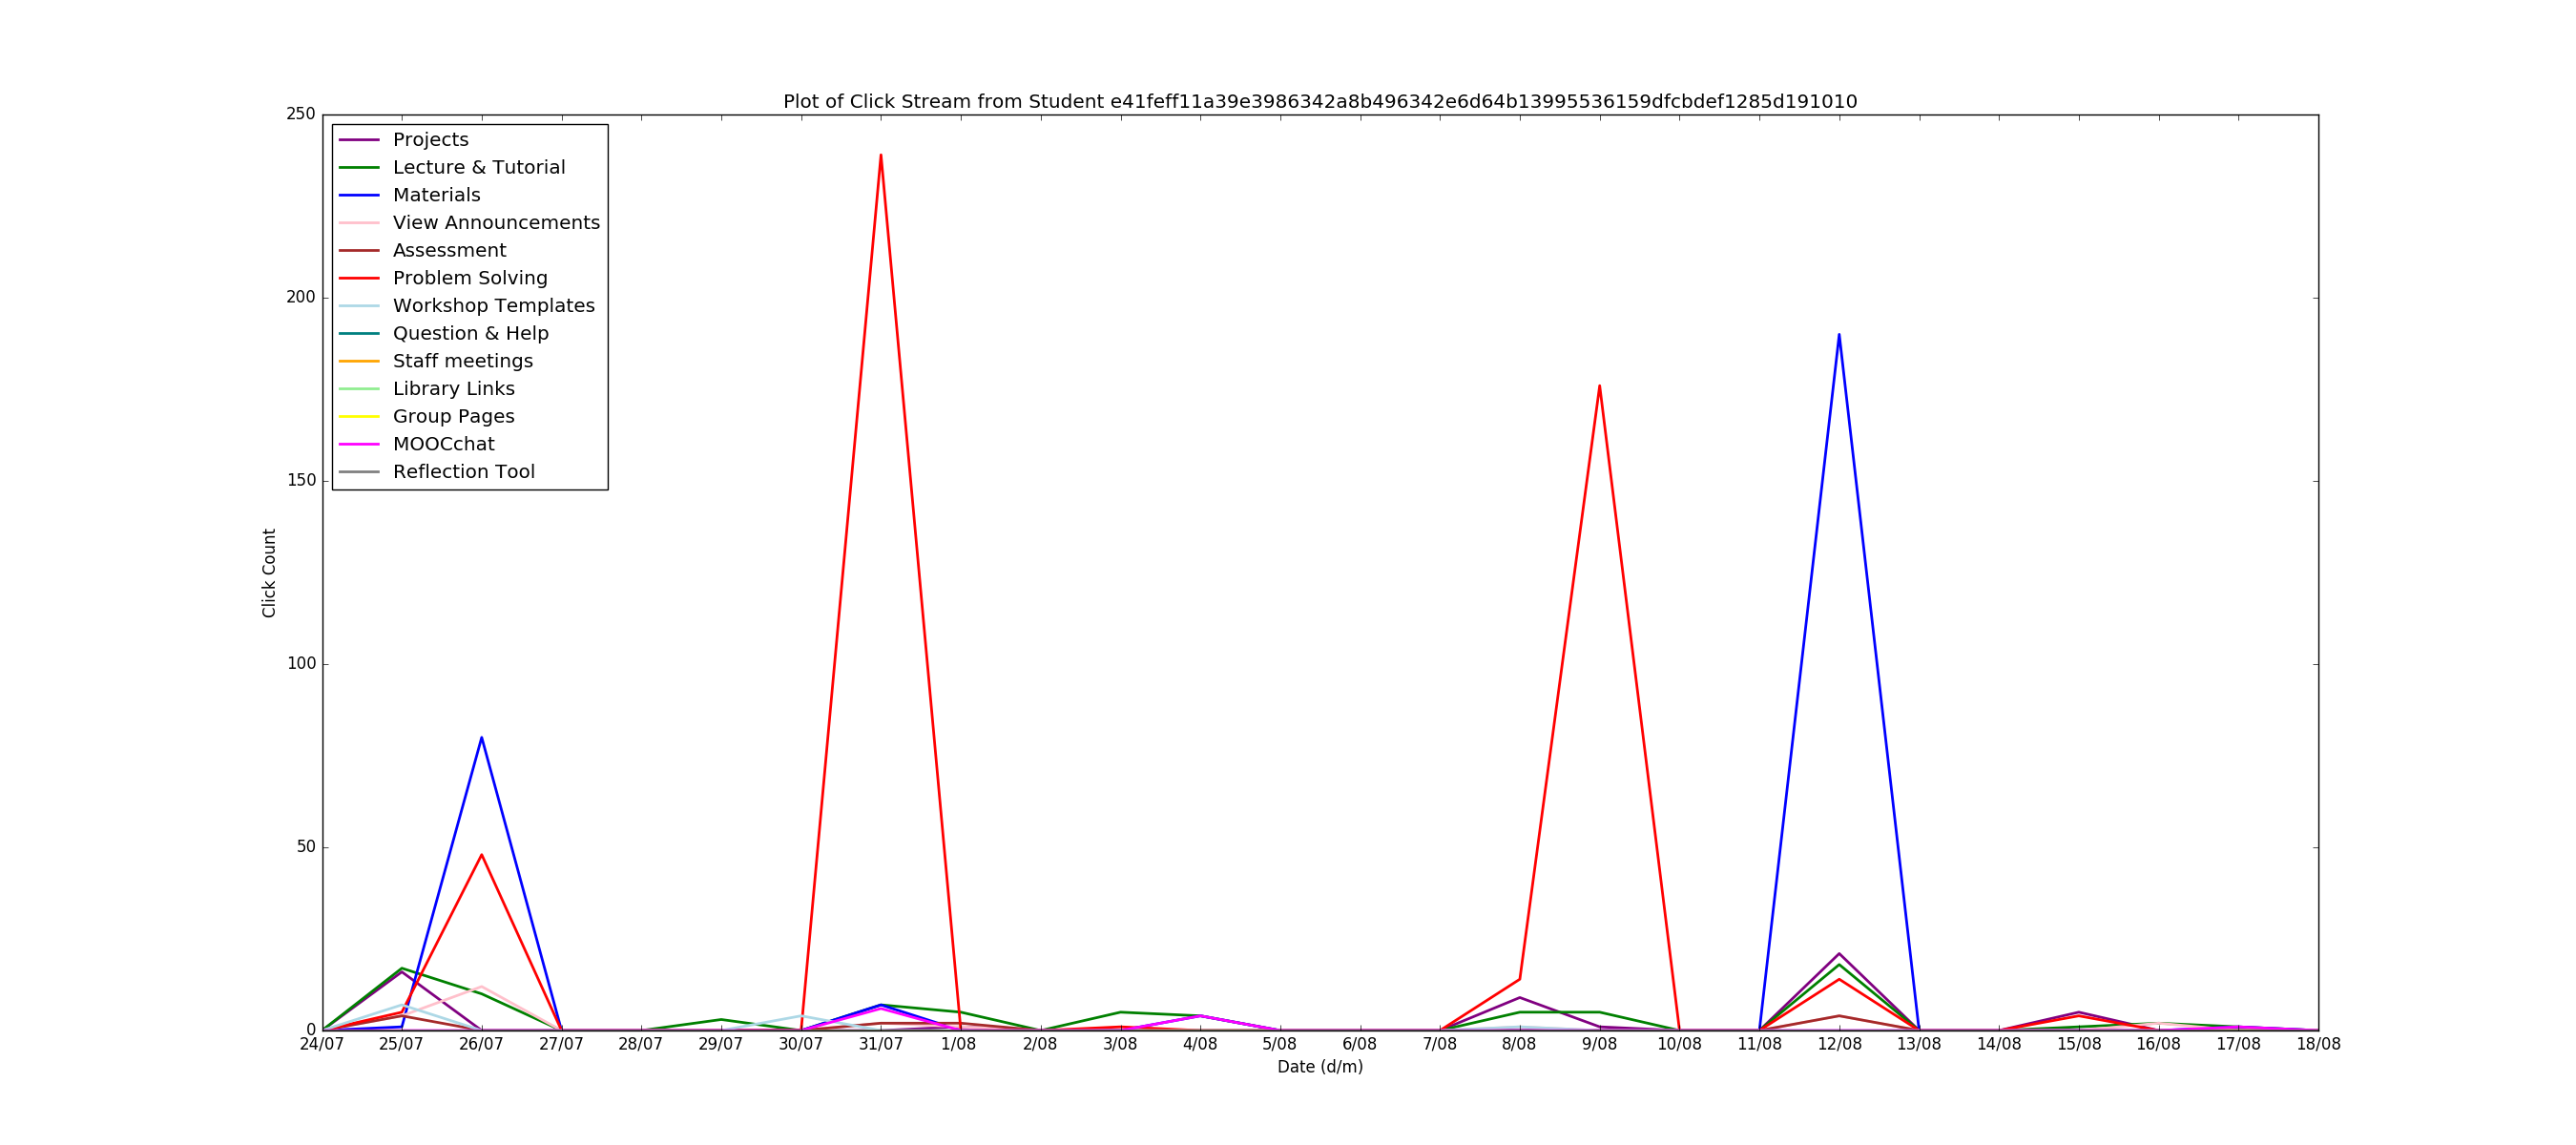 Plot of Click Stream from Student e41feff11a39e3986342a8b496342e6d64b13995536159dfcbdef1285d191010
250
200
150
100
50
0
Click Count
Projects
Lecture & Tutorial
Materials
View Announcements
Assessment
Problem Solving
Workshop Templates
Question & Help
Staff meetings
Library Links
Group Pages
MOOCchat
Reflection Tool
24/07 25/07 26/07 27/07 28/07 29/07 30/07 31/07 1/08 2/08 3/08 4/08 5/08 6/08 7/08 8/08 9/08 10/08 11/08 12/08 13/08 14/08 15/08 16/08 17/08 18/08
Date (d/m)